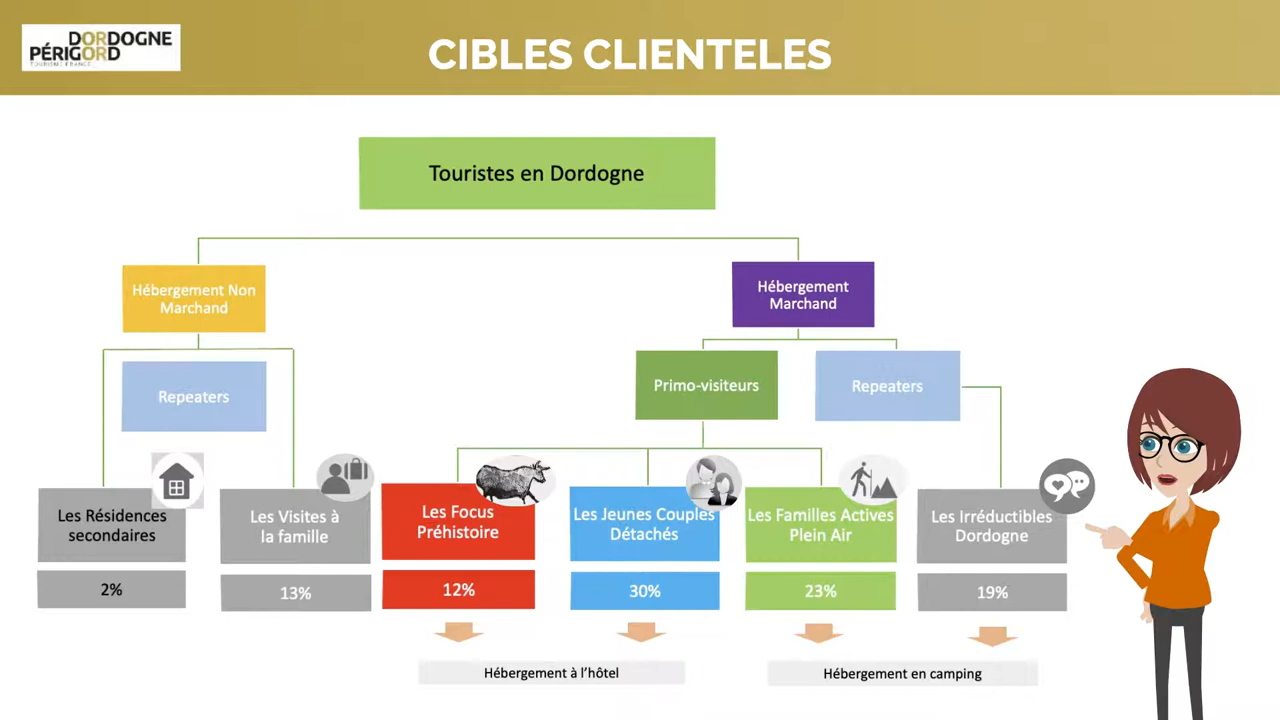 DORDOGNE
PÉRIGORD
CIBLES CLIENTELES
Touristes en Dordogne
Hébergement Non
Marchand
Hébergement
Marchand
Repeaters
Primo-visiteurs
Repeaters
Les Résidences
secondaires
Les Visites à
la famille
Les Focus
Préhistoire
Les Jeunes Couples
Détachés
Les Familles Actives
Plein Air
Les Irréductibles
Dordogne
2%
13%
12%
30%
23%
19%
Hébergement à l’hôtel
Hébergement en camping